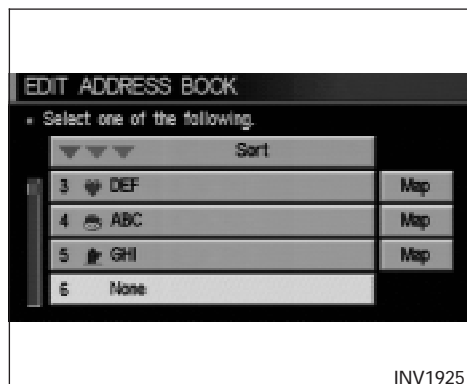 EDIT ADDRESS BOOK
Select one of the following.
Sort
3 DEF Map
4 ABC Map
5 GHI Map
6 None
INV1925